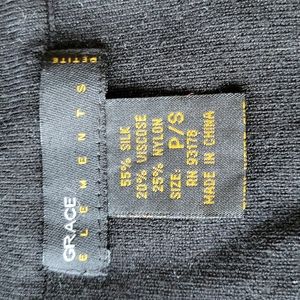 GRACE
ELEMENTS
PETITE
55% SILK
20% VISCOSE
25% NYLON
SIZE: P/S
RN 93178
MADE IN CHINA